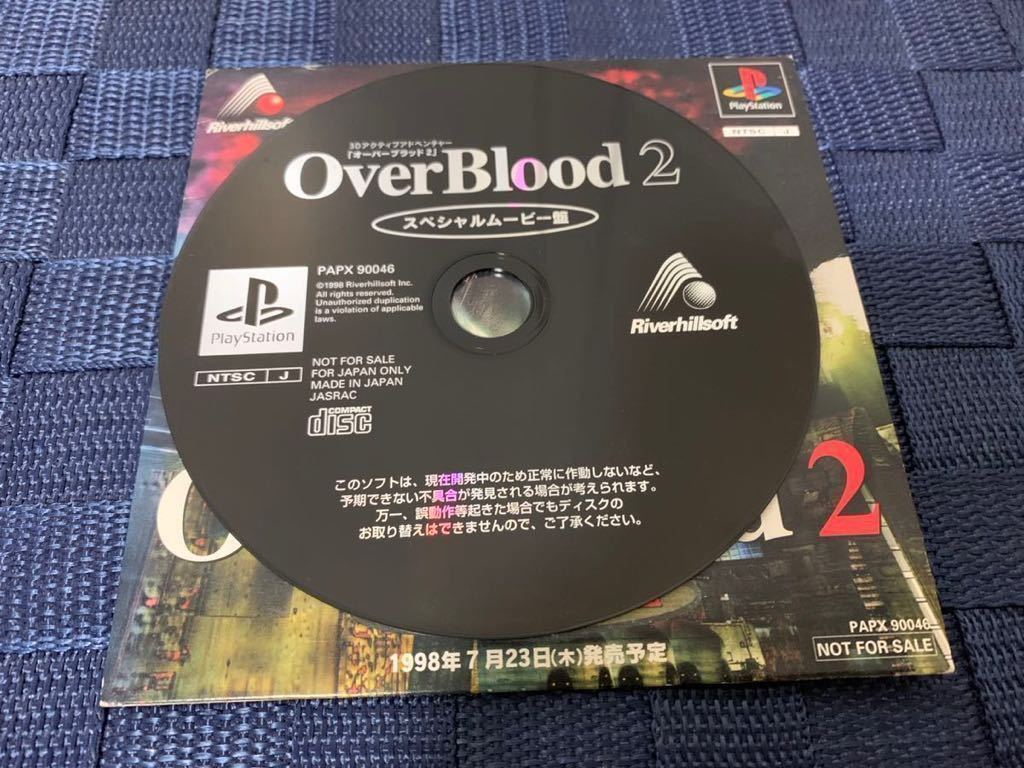 Riverhillsoft
PlayStation
NTSC J
3Dアクティブアドベンチャー
「オーバーブラッド2」
OverBlood 2
スペシャルムービー盤
PlayStation
NTSC J
PAPX 90046
©1998 Riverhillsoft Inc.
All rights reserved.
Unauthorized duplication
is a violation of applicable
laws.
NOT FOR SALE
FOR JAPAN ONLY
MADE IN JAPAN
JASRAC
COMPACT
disc
Riverhillsoft
このソフトは、現在開発中のため正常に作動しないなど、
予期できない不具合が発見される場合が考えられます。
万一、誤動作等起きた場合でもディスクの
お取り替えはできませんので、ご了承ください。
2
PAPX 90046
NOT FOR SALE
1998年7月23日(木)発売予定